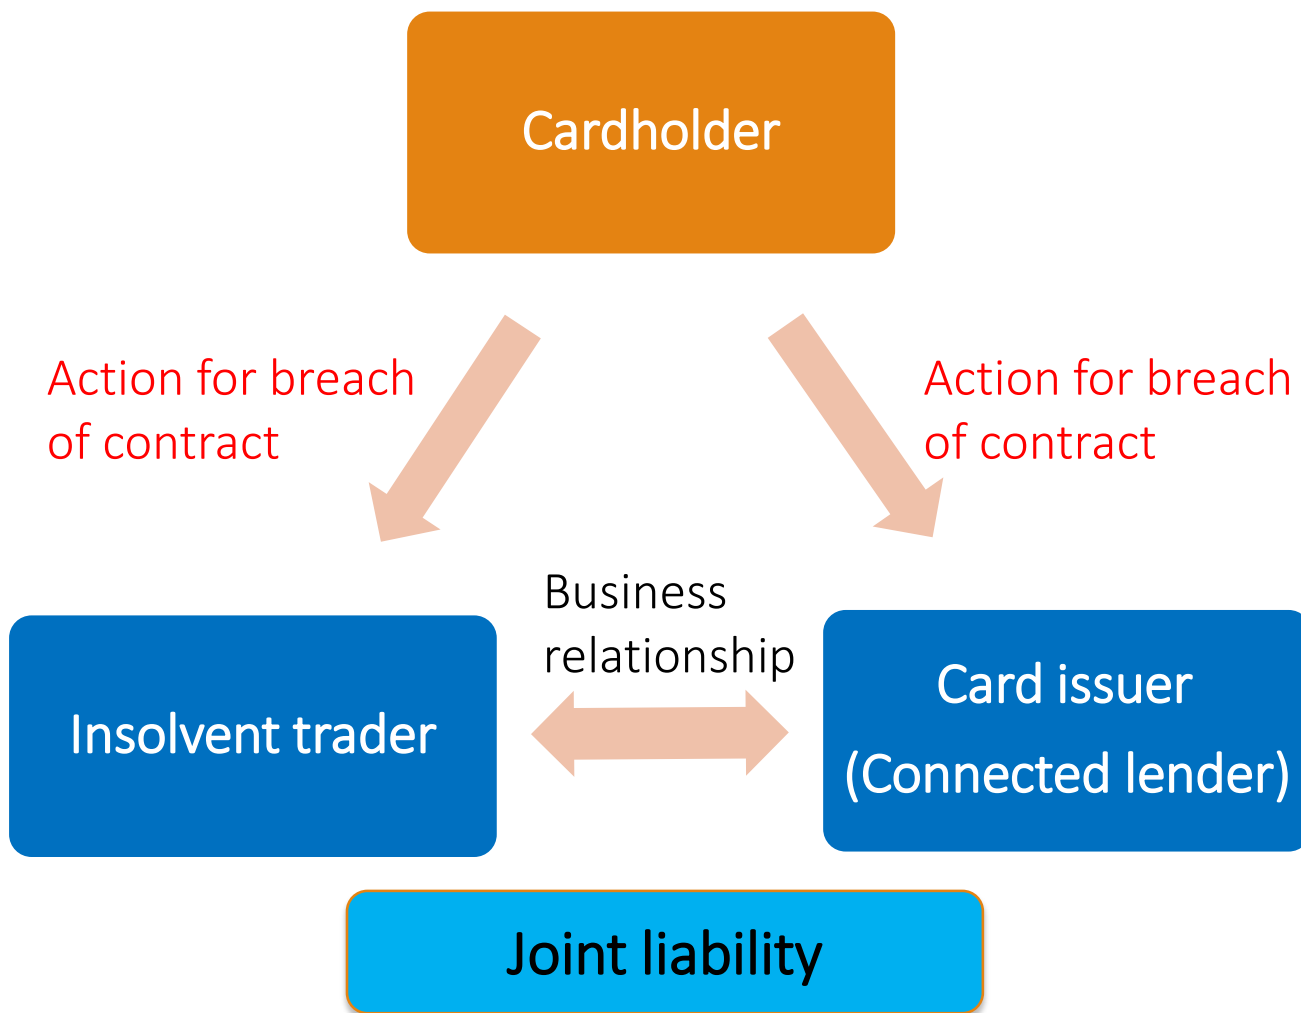 Cardholder
Action for breach
of contract
Action for breach
of contract
Business
relationship
Insolvent trader
Card issuer
(Connected lender)
Joint liability